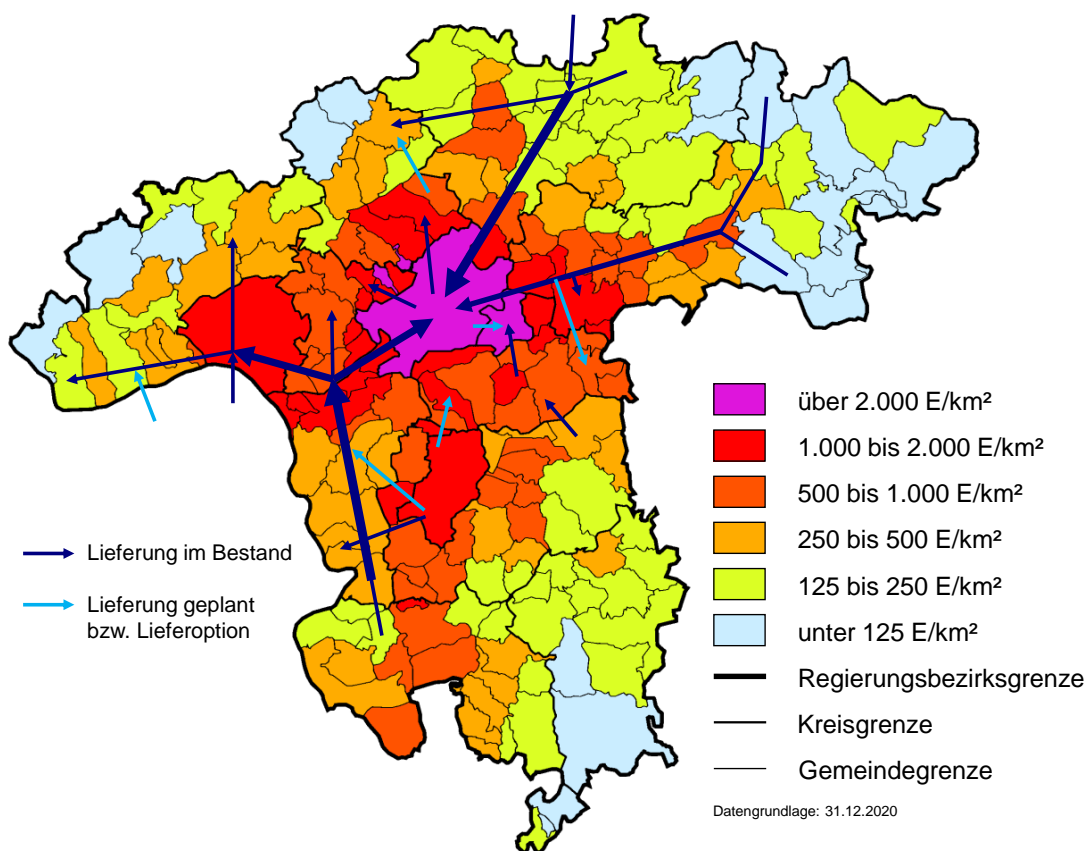 über 2.000 E/km²
1.000 bis 2.000 E/km²
500 bis 1.000 E/km²
250 bis 500 E/km²
125 bis 250 E/km²
unter 125 E/km²
Regierungsbezirksgrenze
Kreisgrenze
Gemeindegrenze
Datengrundlage: 31.12.2020
Lieferung im Bestand
Lieferung geplant
bzw. Lieferoption